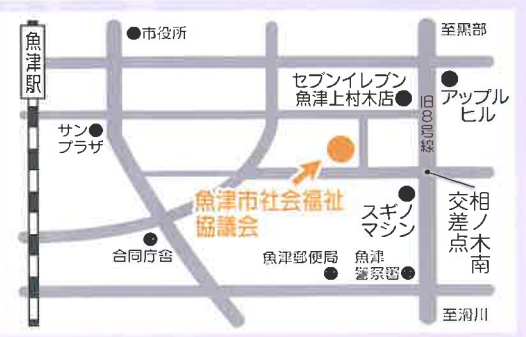 魚津駅
市役所
至黒部
セブンイレブン
魚津上村木店
アップル
ヒル
旧8号線
サン
プラザ
魚津市社会福祉
協議会
スギノ
マシン
相ノ木南
交差点
合同庁舎
魚津郵便局
魚津
警察署
至滑川